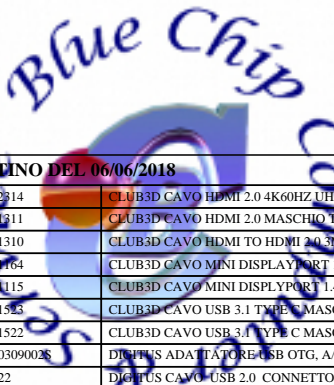 Blue Chip
TINO DEL 06/06/2018
2314 CLUB3D CAVO HDMI 2.0 4K60HZ UH
1311 CLUB3D CAVO HDMI 2.0 MASCHIO
1310 CLUB3D CAVO HDMI TO HDMI 2.0
1164 CLUB3D CAVO MINI DISPLAYPORT
1115 CLUB3D CAVO MINI DISPLYPORT 1.
1523 CLUB3D CAVO USB 3.1 TYPE C MASC
1522 CLUB3D CAVO USB 3.1 TYPE C MASC
0309002S DIGITUS ADATTATORE USB OTG, A/
22 DIGITUS CAVO USB 2.0 CONNETTO